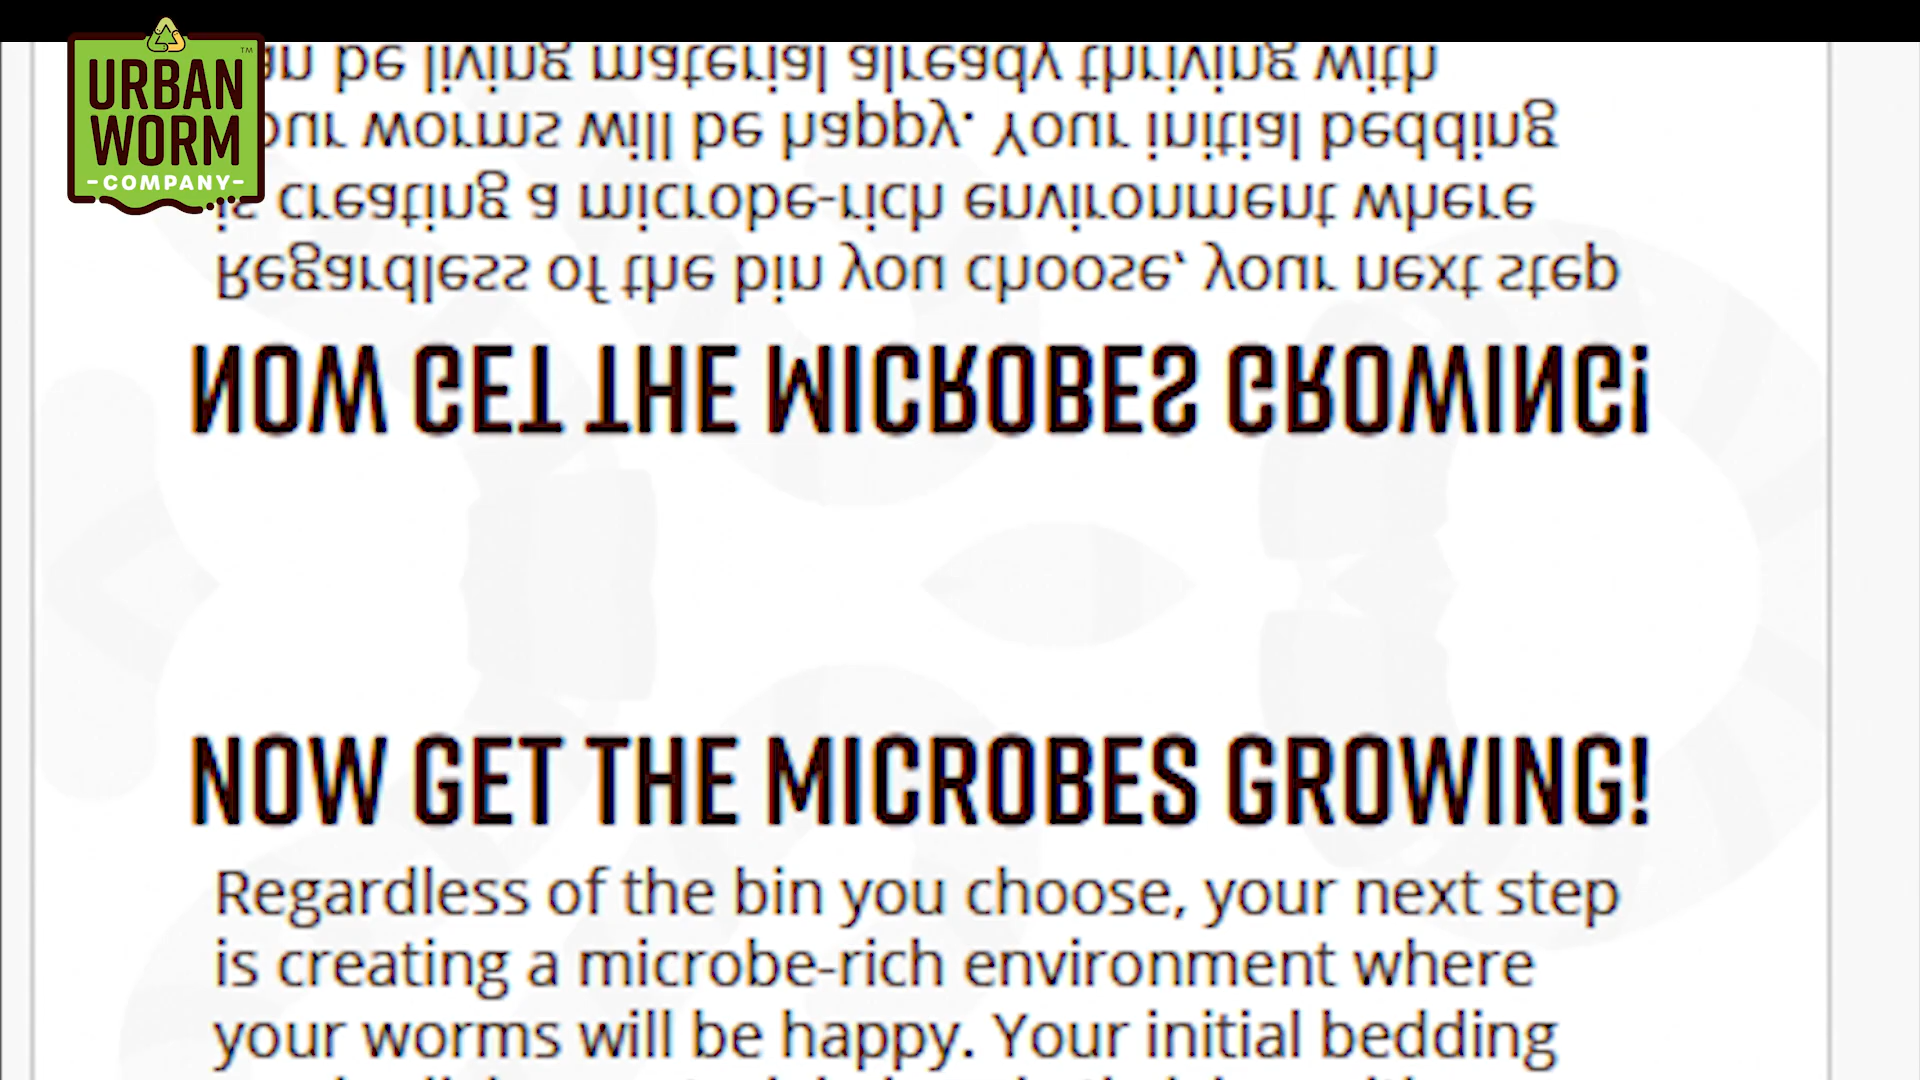 URBAN
WORM
-COMPANY-
TM
an be living material already thriving with
our worms will be happy. Your initial bedding
is creating a microbe-rich environment where
Regardless of the bin you choose, your next step
NOW GET THE MICROBES GROWING!
NOW GET THE MICROBES GROWING!
Regardless of the bin you choose, your next step
is creating a microbe-rich environment where
your worms will be happy. Your initial bedding